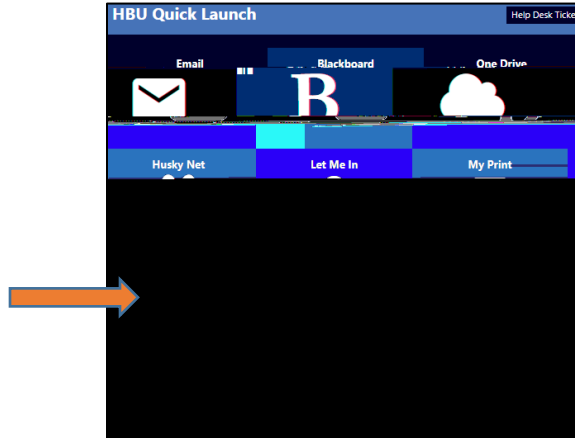 HBU Quick Launch
Help Desk Ticke
Email
Blackboard
One Drive
B
Husky Net
Let Me In
My Print